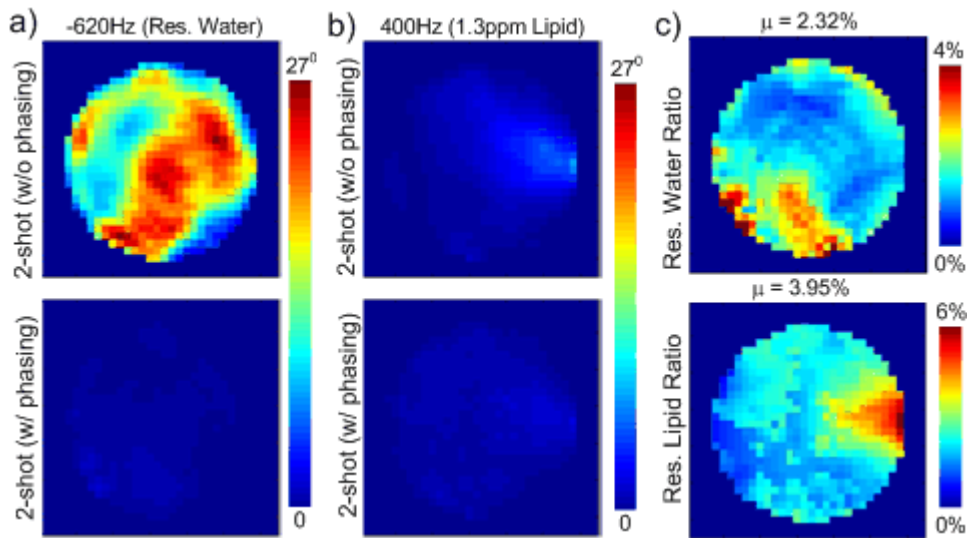 a)
-620Hz (Res. Water)
2-shot (w/o phasing)
27⁰
2-shot (w/ phasing)
0
b)
400Hz (1.3ppm Lipid)
2-shot (w/o phasing)
27⁰
2-shot (w/ phasing)
0
c)
μ = 2.32%
Res. Water Ratio
4%
0%
μ = 3.95%
Res. Lipid Ratio
6%
0%